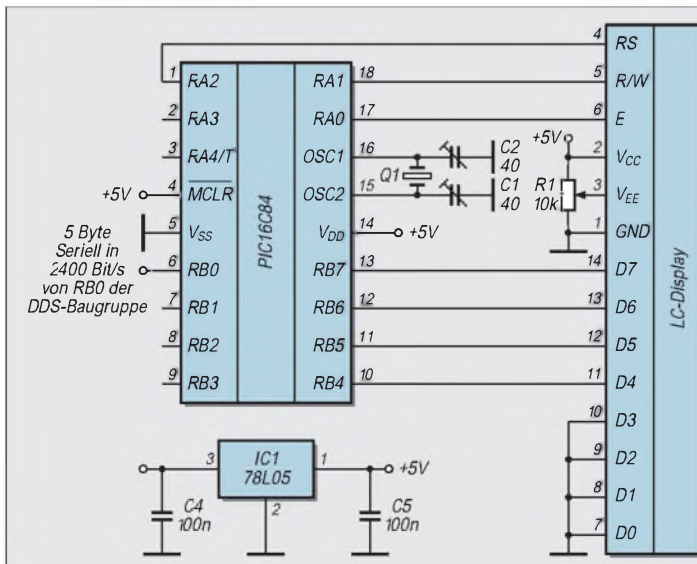 4 RS
1 RA2 RA1 18 5 R/W
2 RA3 RA0 17 6 E
3 RA4/T OSC1 16 C2 40 +5V 2 VCC
+5V 4 MCLR OSC2 15 Q1 C1 40 R1 10k 3 VEE
5 VSS VDD 14 +5V 1 GND
5 Byte
Seriell in
2400 Bit/s
von RB0 der
DDS-Baugruppe
6 RB0 RB7 13 14 D7
7 RB1 RB6 12 13 D6
8 RB2 RB5 11 12 D5
9 RB3 RB4 10 11 D4
PIC16C84
LC-Display
10 D3
9 D2
8 D1
7 D0
3 IC1 1 +5V
78L05
2
C4
100n
C5
100n